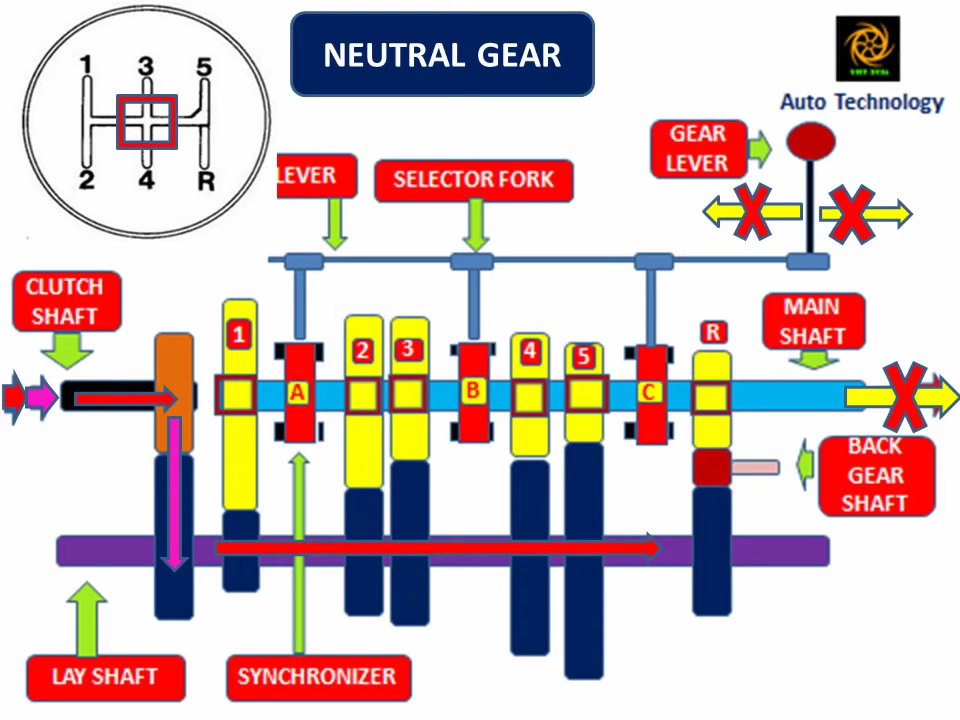 NEUTRAL GEAR
Auto Technology
1 3 5
2 4 R
GEAR
LEVER
LEVER
SELECTOR FORK
CLUTCH
SHAFT
MAIN
SHAFT
1
2
3
4
5
R
A
B
C
BACK
GEAR
SHAFT
LAY SHAFT
SYNCHRONIZER